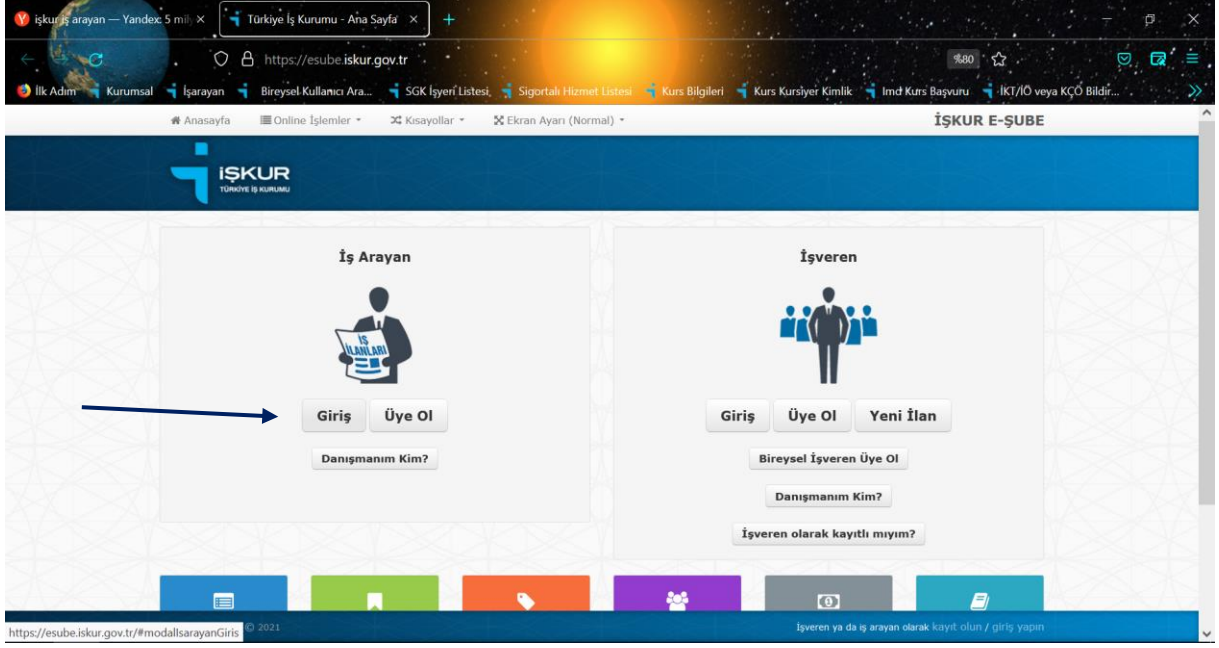 işkur iş arayan — Yandex: 5 mily
Türkiye İş Kurumu - Ana Sayfa
https://esube.iskur.gov.tr
%80
İlk Adım Kurumsal İşarayan Bireysel Kullanıcı Ara... SGK İşyeri Listesi, Sigortalı Hizmet Listesi Kurs Bilgileri Kurs Kursiyer Kimlik Imd Kurs Başvuru İKT/İÖ veya KÇÖ Bildir...
Anasayfa Online İşlemler Kısayollar Ekran Ayarı (Normal) İŞKUR E-ŞUBE
İŞKUR
TÜRKİYE İŞ KURUMU
İş Arayan
İŞ
İLANLARI
Giriş Üye Ol
Danışmanım Kim?
İşveren
Giriş Üye Ol Yeni İlan
Bireysel İşveren Üye Ol
Danışmanım Kim?
İşveren olarak kayıtlı mıyım?
https://esube.iskur.gov.tr/#modalIsarayanGiris © 2021 İşveren ya da iş arayan olarak kayıt olun / giriş yapın